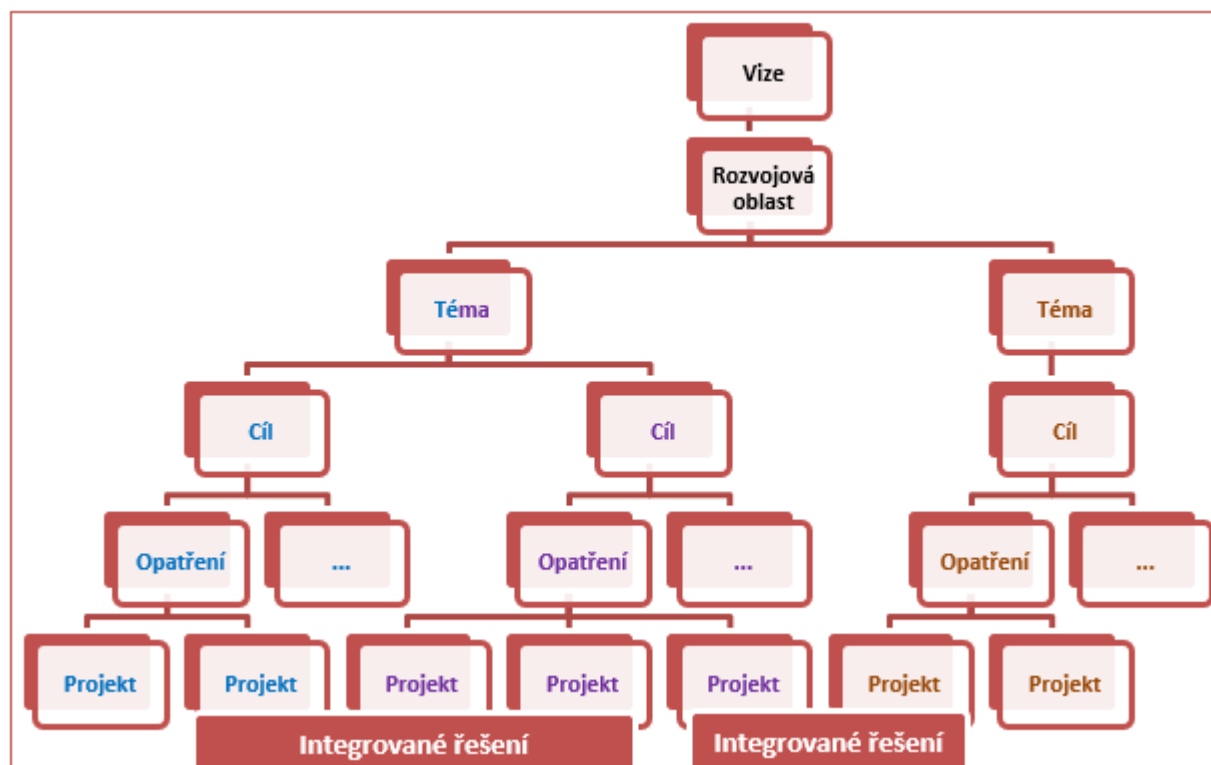 Vize
Rozvojová
oblast
Téma
Téma
Cíl
Cíl
Cíl
Opatření
...
Opatření
...
Opatření
...
Projekt
Projekt
Projekt
Projekt
Projekt
Projekt
Projekt
Integrované řešení
Integrované řešení